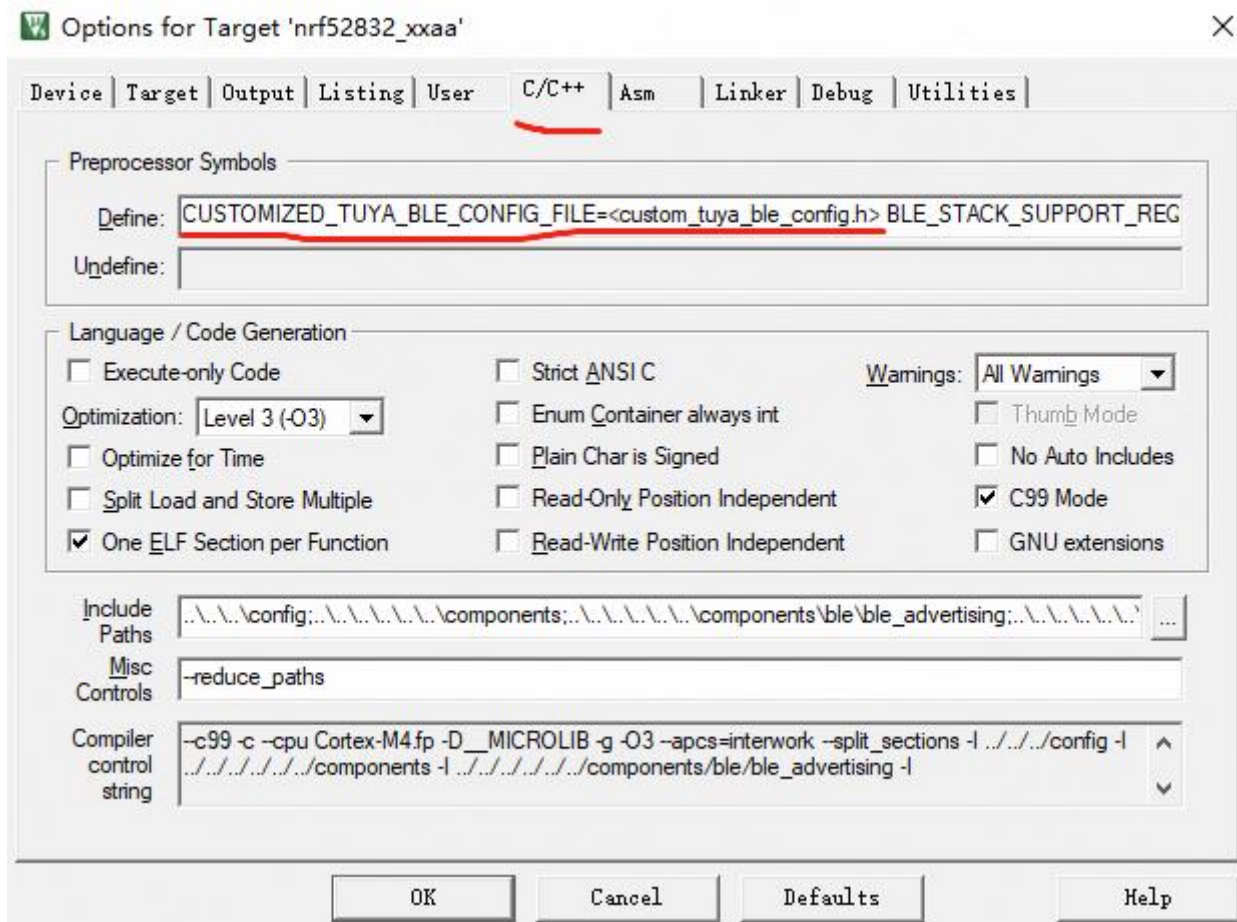 Options for Target 'nrf52832_xxaa'
Device Target Output Listing User C/C++ Asm Linker Debug Utilities
Preprocessor Symbols
Define: CUSTOMIZED_TUYA_BLE_CONFIG_FILE=<custom_tuya_ble_config.h> BLE_STACK_SUPPORT_REQ
Undefine:
Language / Code Generation
Execute-only Code Strict ANSI C Warnings: All Warnings
Optimization: Level 3 (-O3) Enum Container always int Thumb Mode
Optimize for Time Plain Char is Signed No Auto Includes
Split Load and Store Multiple Read-Only Position Independent C99 Mode
One ELF Section per Function Read-Write Position Independent GNU extensions
Include Paths ..\..\..\config;..\..\..\..\..\..\components;..\..\..\..\..\..\components\ble\ble_advertising;..\..\..\..\..\..\
...
Misc Controls --reduce_paths
Compiler control string --c99 -c --cpu Cortex-M4.fp -D__MICROLIB -g -O3 --apcs=interwork --split_sections -I ../../../config -I
../../../../../../components -I ../../../../../../components/ble/ble_advertising -I
OK Cancel Defaults Help